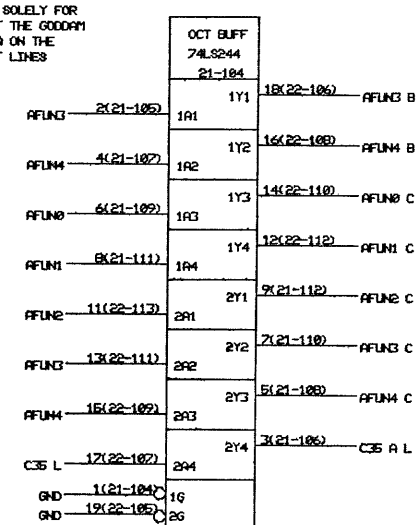 SOLELY FOR
THE GODDAM
ON THE
LINES
OCT BUFF
74LS244
21-104
1Y1 18(22-106) AFUN3 B
AFUN3 2(21-105) 1A1
1Y2 16(22-108) AFUN4 B
AFUN4 4(21-107) 1A2
1Y3 14(22-110) AFUN0 C
AFUN0 6(21-109) 1A3
1Y4 12(22-112) AFUN1 C
AFUN1 8(21-111) 1A4
2Y1 9(21-112) AFUN2 C
AFUN2 11(22-113) 2A1
2Y2 7(21-110) AFUN3 C
AFUN3 13(22-111) 2A2
2Y3 5(21-108) AFUN4 C
AFUN4 15(22-109) 2A3
2Y4 3(21-106) C35 A L
C35 L 17(22-107) 2A4
GND 1(21-104) 1G
GND 19(22-105) 2G